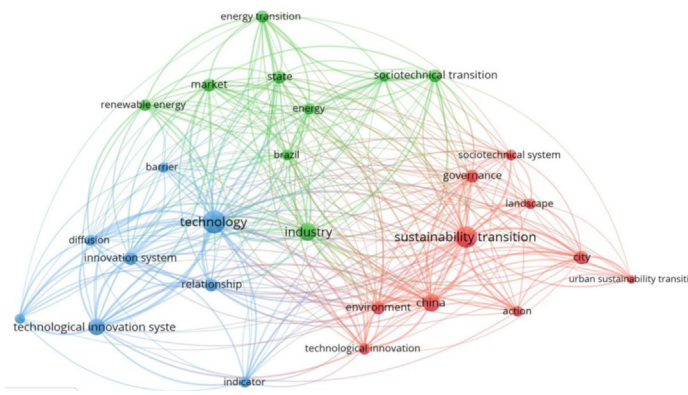 energy transition
state
sociotechnical transition
market
renewable energy
energy
brazil
sociotechnical system
barrier
governance
landscape
technology
industry
sustainability transition
diffusion
innovation system
city
urban sustainability transiti
relationship
environment
china
action
technological innovation syste
technological innovation
indicator